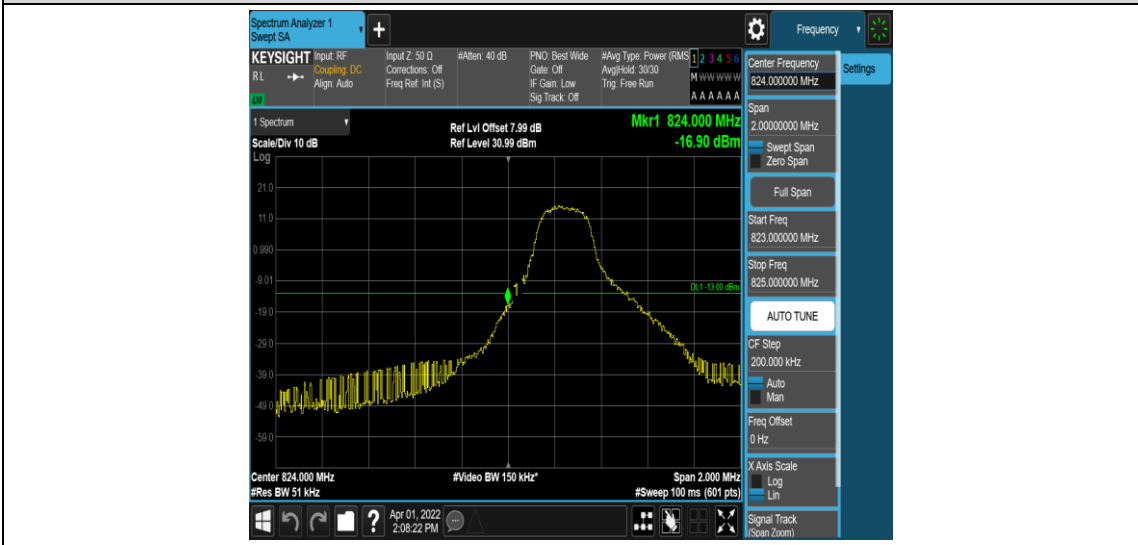 Spectrum Analyzer 1
Swept SA
+
Frequency
KEYSIGHT
Input: RF
Coupling: DC
Align: Auto
Input Z: 50 Ω
Corrections: Off
Freq Ref: Int (S)
#Atten: 40 dB
PNO: Best Wide
Gate: Off
IF Gain: Low
Sig Track: Off
#Avg Type: Power (RMS
Avg|Hold: 30/30
Trig: Free Run
1 2 3 4 5 6
M W W W W W
A A A A A A
R L
LXI
Center Frequency
824.000000 MHz
Settings
Span
2.00000000 MHz
Swept Span
Zero Span
Full Span
Start Freq
823.000000 MHz
Stop Freq
825.000000 MHz
AUTO TUNE
CF Step
200.000 kHz
Auto
Man
Freq Offset
0 Hz
X Axis Scale
Log
Lin
Signal Track
(Span Zoom)
1 Spectrum
Scale/Div 10 dB
Log
Ref Lvl Offset 7.99 dB
Ref Level 30.99 dBm
Mkr1 824.000 MHz
-16.90 dBm
21.0
11.0
0.990
-9.01
-19.0
-29.0
-39.0
-49.0
-59.0
1
DL1 -13.00 dBm
Center 824.000 MHz
#Res BW 51 kHz
#Video BW 150 kHz*
Span 2.000 MHz
#Sweep 100 ms (601 pts)
?
Apr 01, 2022
2:08:22 PM